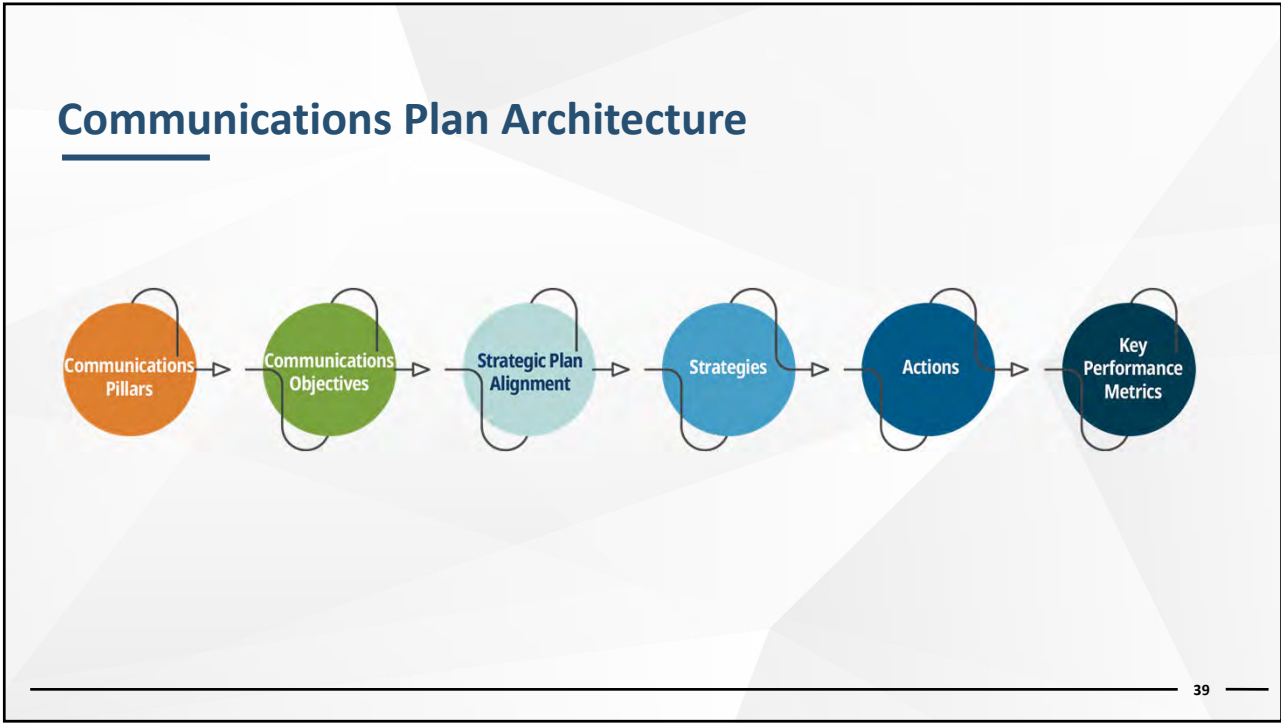 Communications Plan Architecture
Communications
Pillars
Communications
Objectives
Strategic Plan
Alignment
Strategies
Actions
Key
Performance
Metrics
39